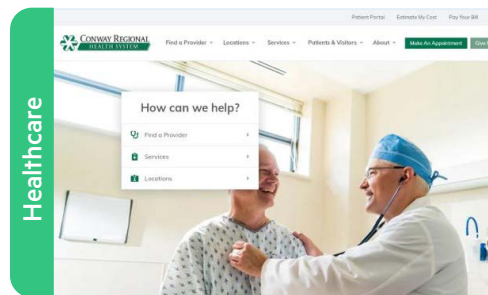 Healthcare
Patient Portal Estimate My Cost Pay Your Bill
CONWAY REGIONAL
HEALTH SYSTEM
Find a Provider Locations Services Patients & Visitors About Make An Appointment Give
How can we help?
Find a Provider
Services
Locations